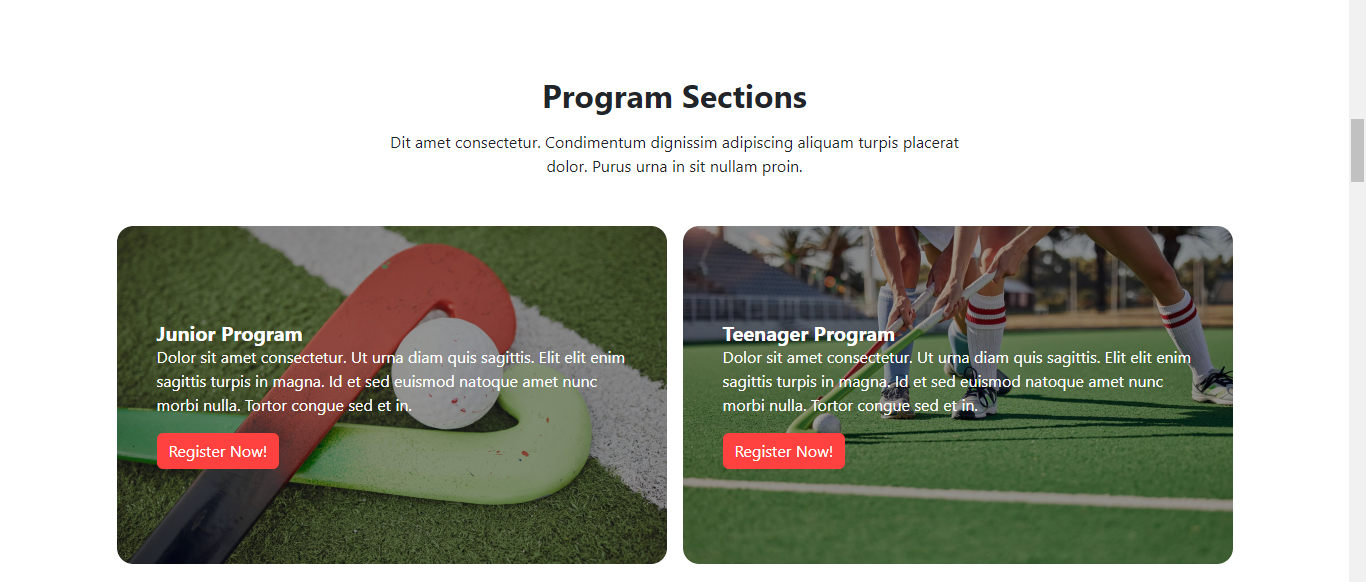 Program Sections
Dit amet consectetur. Condimentum dignissim adipiscing aliquam turpis placerat
dolor. Purus urna in sit nullam proin.
Junior Program
Dolor sit amet consectetur. Ut urna diam quis sagittis. Elit elit enim
sagittis turpis in magna. Id et sed euismod natoque amet nunc
morbi nulla. Tortor congue sed et in.
Register Now!
Teenager Program
Dolor sit amet consectetur. Ut urna diam quis sagittis. Elit elit enim
sagittis turpis in magna. Id et sed euismod natoque amet nunc
morbi nulla. Tortor congue sed et in.
Register Now!